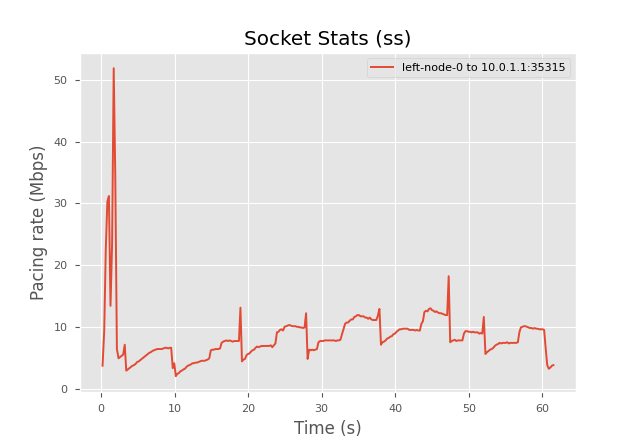 Socket Stats (ss)
left-node-0 to 10.0.1.1:35315
Pacing rate (Mbps)
50
40
30
20
10
0
0 10 20 30 40 50 60
Time (s)